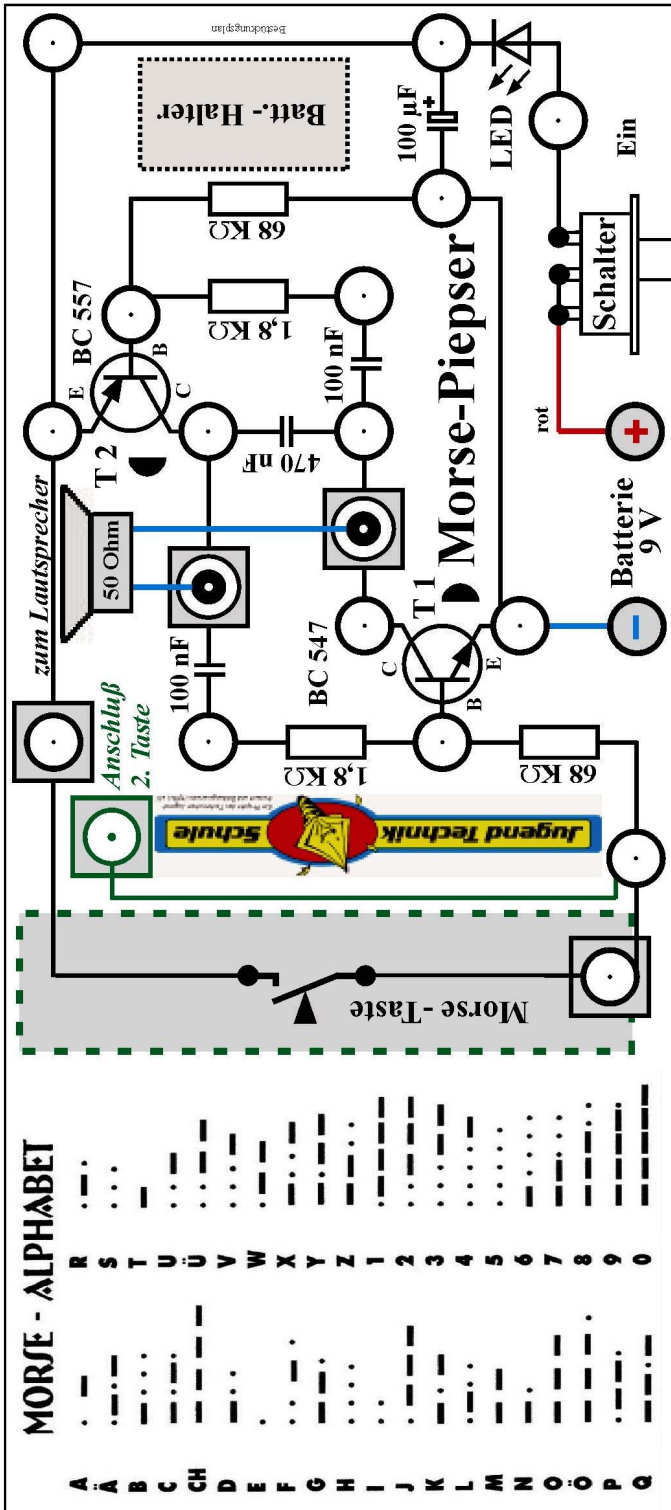 MORSE - ALPHABET
A
Ä
B
C
CH
D
E
F
G
H
I
J
K
L
M
N
O
Ö
P
Q
R
S
T
U
Ü
V
W
X
Y
Z
1
2
3
4
5
6
7
8
9
0
Morse - Taste
Anschluß
2. Taste
Jugend Technik
Schule
zum Lautsprecher
50 Ohm
100 nF
1,8 KΩ
68 KΩ
BC 547
C
B
E
T 1
Morse-Piepser
T 2
BC 557
E
B
C
470 nF
100 nF
1,8 KΩ
68 KΩ
Batt. - Halter
Bestückungsplan
100 µF
+
LED
Ein
Schalter
rot
+
−
Batterie
9 V